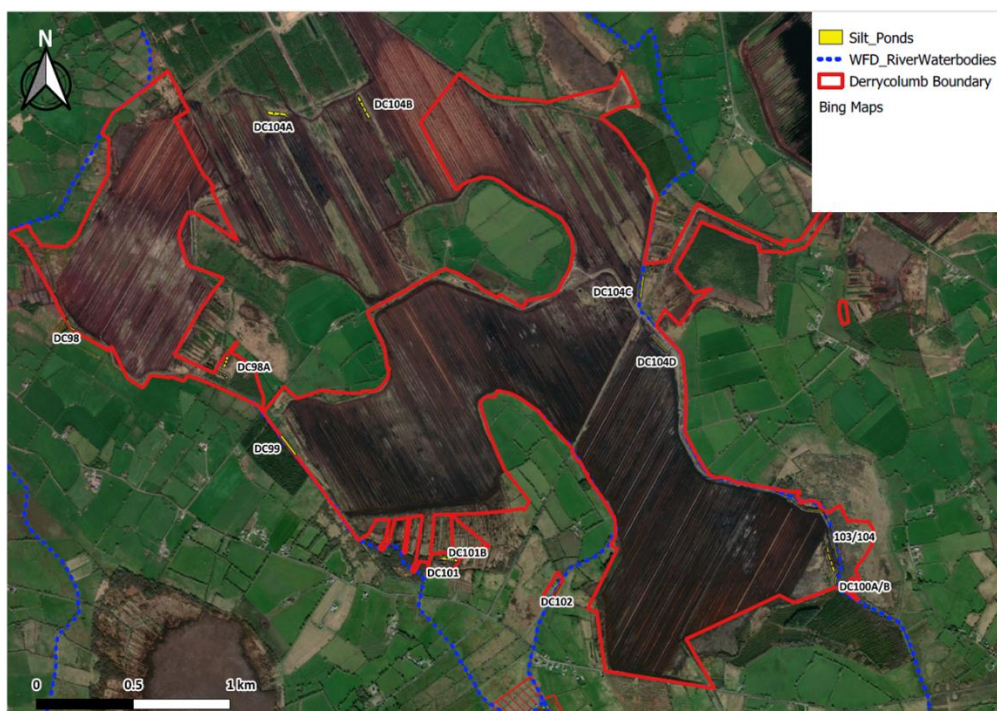 N
Silt_Ponds
WFD_RiverWaterbodies
Derrycolumb Boundary
Bing Maps
DC104B
DC104A
DC104C
DC98
DC104D
DC98A
DC99
103/104
DC101B
DC101
DC100A/B
DC102
0 0.5 1 km